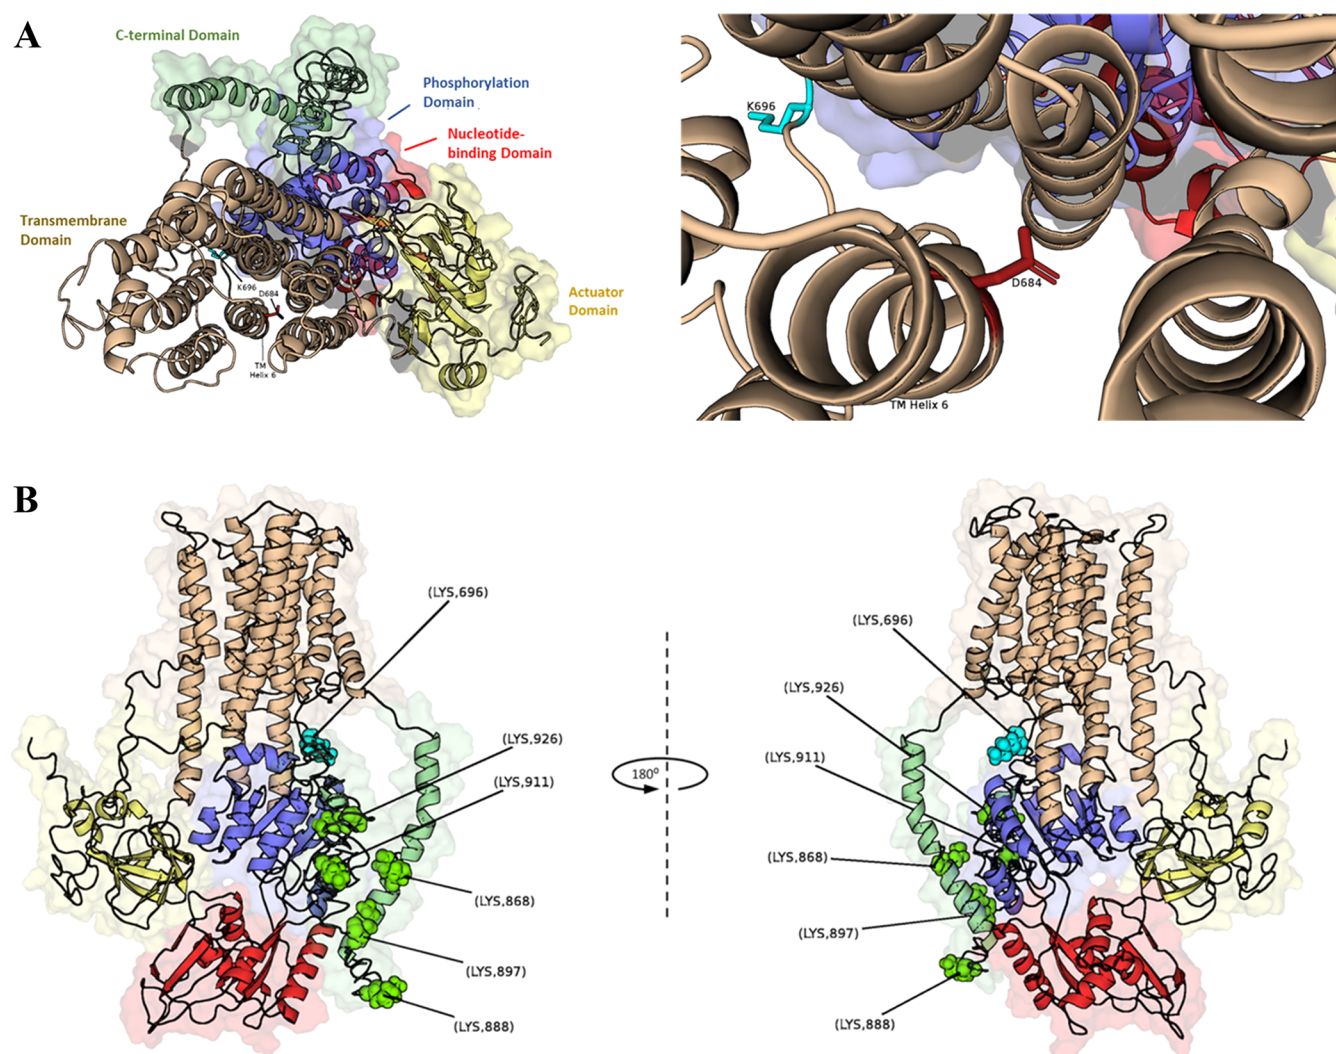 A
C-terminal Domain
Phosphorylation
Domain
Nucleotide-
binding Domain
Transmembrane
Domain
K696
D684
TM
Helix 6
Actuator
Domain
K696
D684
TM Helix 6
B
(LYS,696)
(LYS,926)
(LYS,911)
(LYS,868)
(LYS,897)
(LYS,888)
180⁰
(LYS,696)
(LYS,926)
(LYS,911)
(LYS,868)
(LYS,897)
(LYS,888)